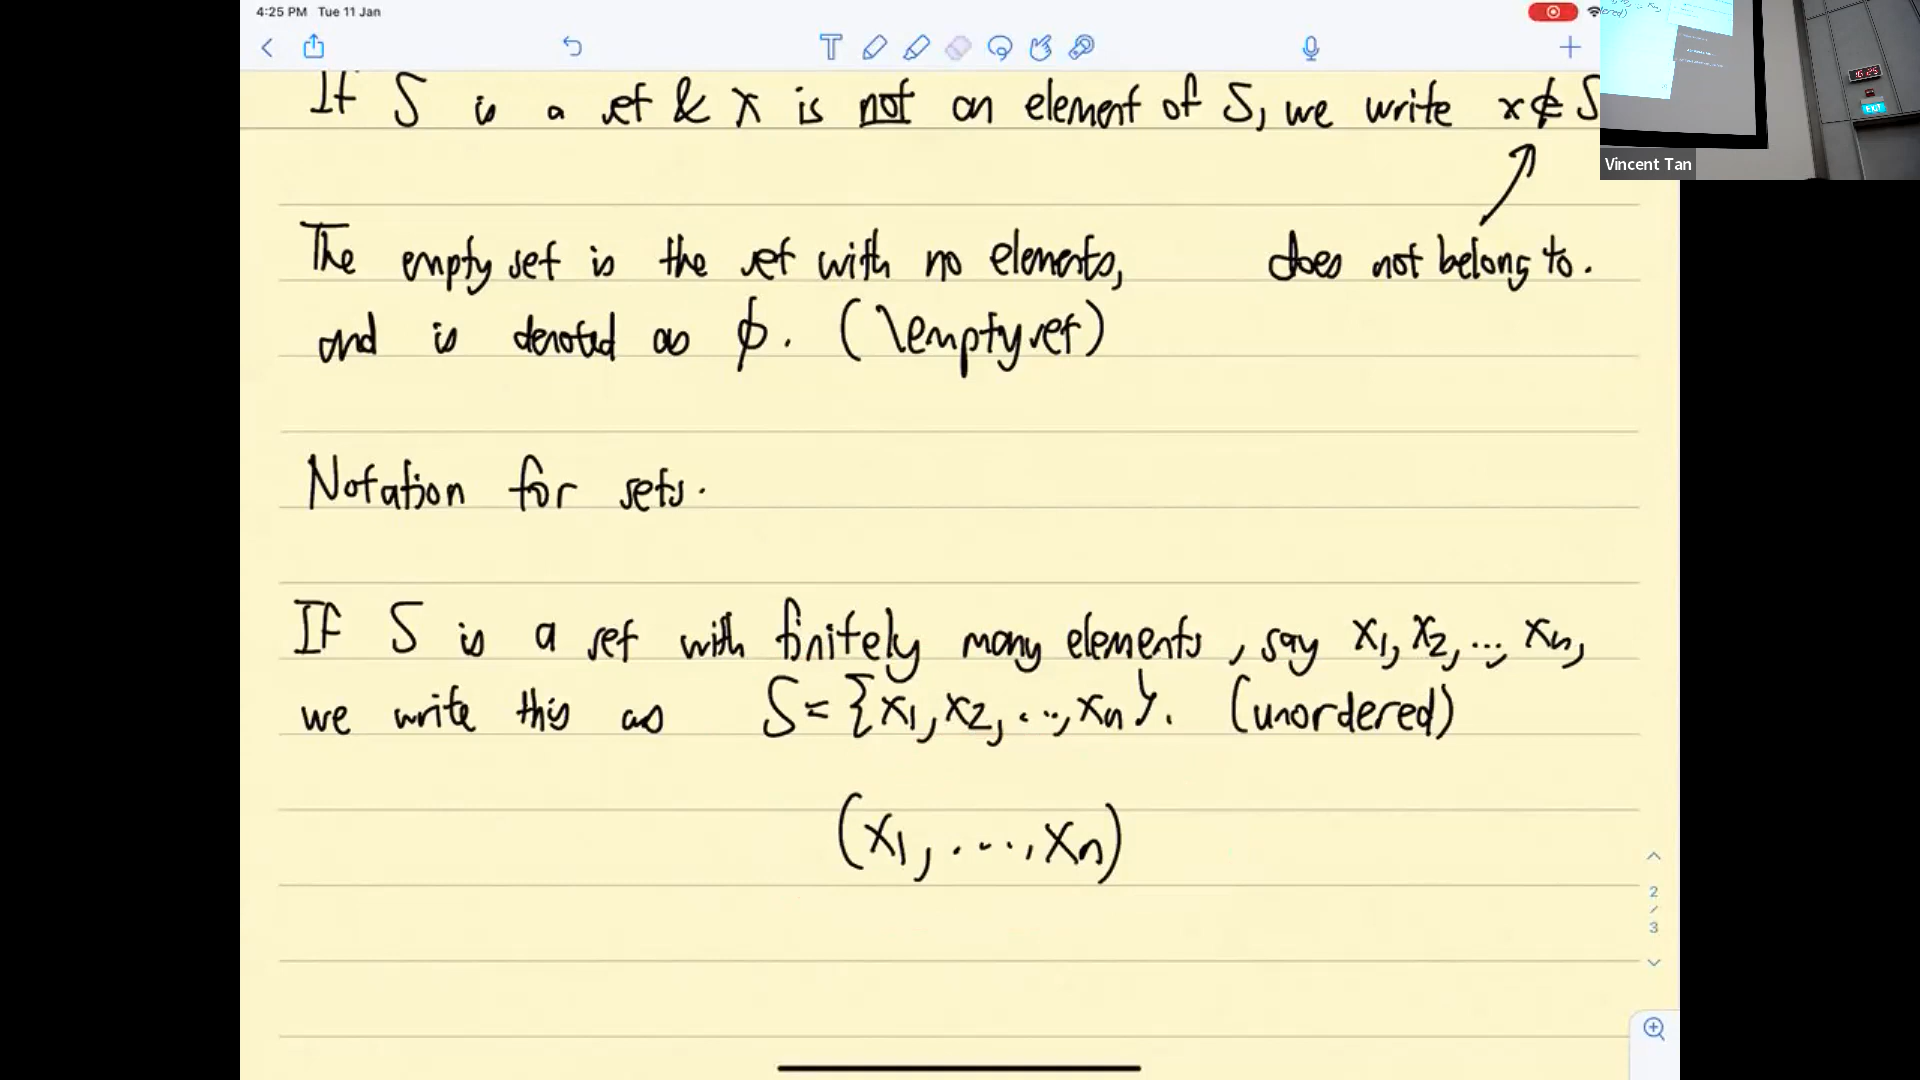 4:25 PM Tue 11 Jan
If S is a set & x is not an element of S, we write x∉S
Vincent Tan
EXIT
The empty set is the set with no elements, does not belong to.
and is denoted as ∅. (\emptyset)
Notation for sets.
If S is a set with finitely many elements, say x₁, x₂, ..., xₙ,
we write this as S = {x₁, x₂, ..., xₙ}. (unordered)
(x₁, ..., xₙ)
2
/
3